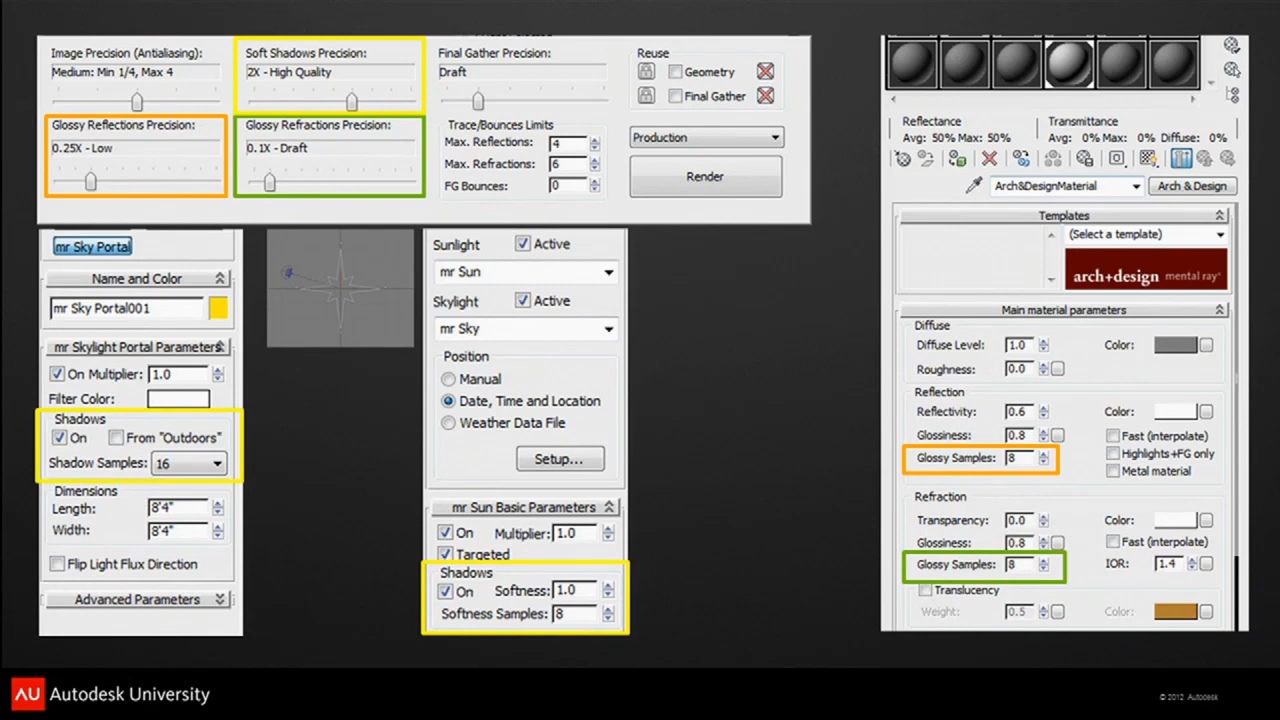 Image Precision (Antialiasing):
Medium: Min 1/4, Max 4
Soft Shadows Precision:
2X - High Quality
Final Gather Precision:
Draft
Glossy Reflections Precision:
0.25X - Low
Glossy Refractions Precision:
0.1X - Draft
Trace/Bounces Limits
Max. Reflections: 4
Max. Refractions: 6
FG Bounces: 0
Reuse
Geometry
Final Gather
Production
Render
mr Sky Portal
Name and Color
mr Sky Portal001
mr Skylight Portal Parameters
On Multiplier: 1.0
Filter Color:
Shadows
On From "Outdoors"
Shadow Samples: 16
Dimensions
Length: 8'4"
Width: 8'4"
Flip Light Flux Direction
Advanced Parameters
Sunlight Active
mr Sun
Skylight Active
mr Sky
Position
Manual
Date, Time and Location
Weather Data File
Setup...
mr Sun Basic Parameters
On Multiplier: 1.0
Targeted
Shadows
On Softness: 1.0
Softness Samples: 8
Reflectance
Avg: 50% Max: 50%
Transmittance
Avg: 0% Max: 0% Diffuse: 0%
Arch&DesignMaterial
Arch & Design
Templates
(Select a template)
arch+design mental ray
Main material parameters
Diffuse
Diffuse Level: 1.0 Color:
Roughness: 0.0
Reflection
Reflectivity: 0.6 Color:
Glossiness: 0.8 Fast (interpolate)
Glossy Samples: 8 Highlights+FG only
Metal material
Refraction
Transparency: 0.0 Color:
Glossiness: 0.8 Fast (interpolate)
Glossy Samples: 8 IOR: 1.4
Translucency
Weight: 0.5 Color:
AU Autodesk University
© 2012 Autodesk